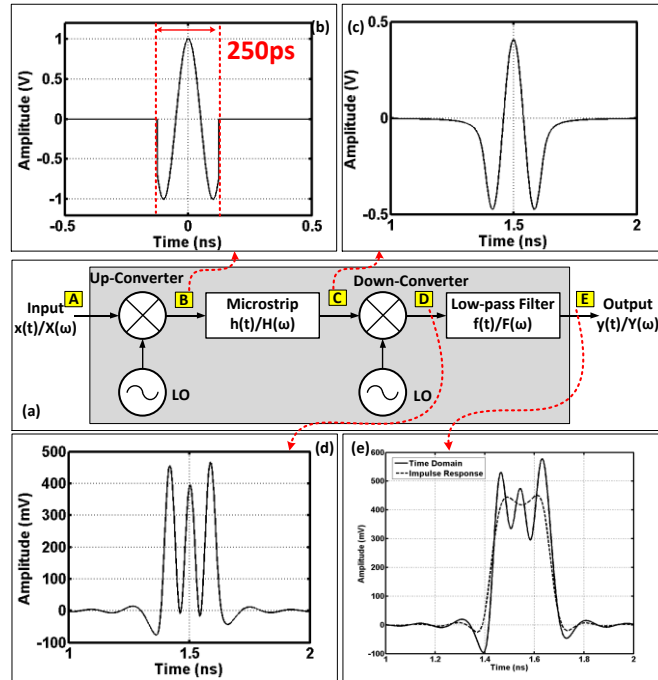 (b)
250ps
1
0.5
0
-0.5
-1
Amplitude (V)
-0.5
0
0.5
Time (ns)
(c)
0.5
0
-0.5
Amplitude (V)
1
1.5
2
Time (ns)
Up-Converter
Down-Converter
A
B
C
D
E
Input
x(t)/X(ω)
Microstrip
h(t)/H(ω)
Low-pass Filter
f(t)/F(ω)
Output
y(t)/Y(ω)
LO
LO
(a)
(d)
500
400
300
200
100
0
-100
Amplitude (mV)
1
1.5
2
Time (ns)
(e)
Time Domain
Impulse Response
600
500
400
300
200
100
0
-100
Amplitude (mV)
1.0
1.2
1.4
1.6
1.8
2
Time (ns)